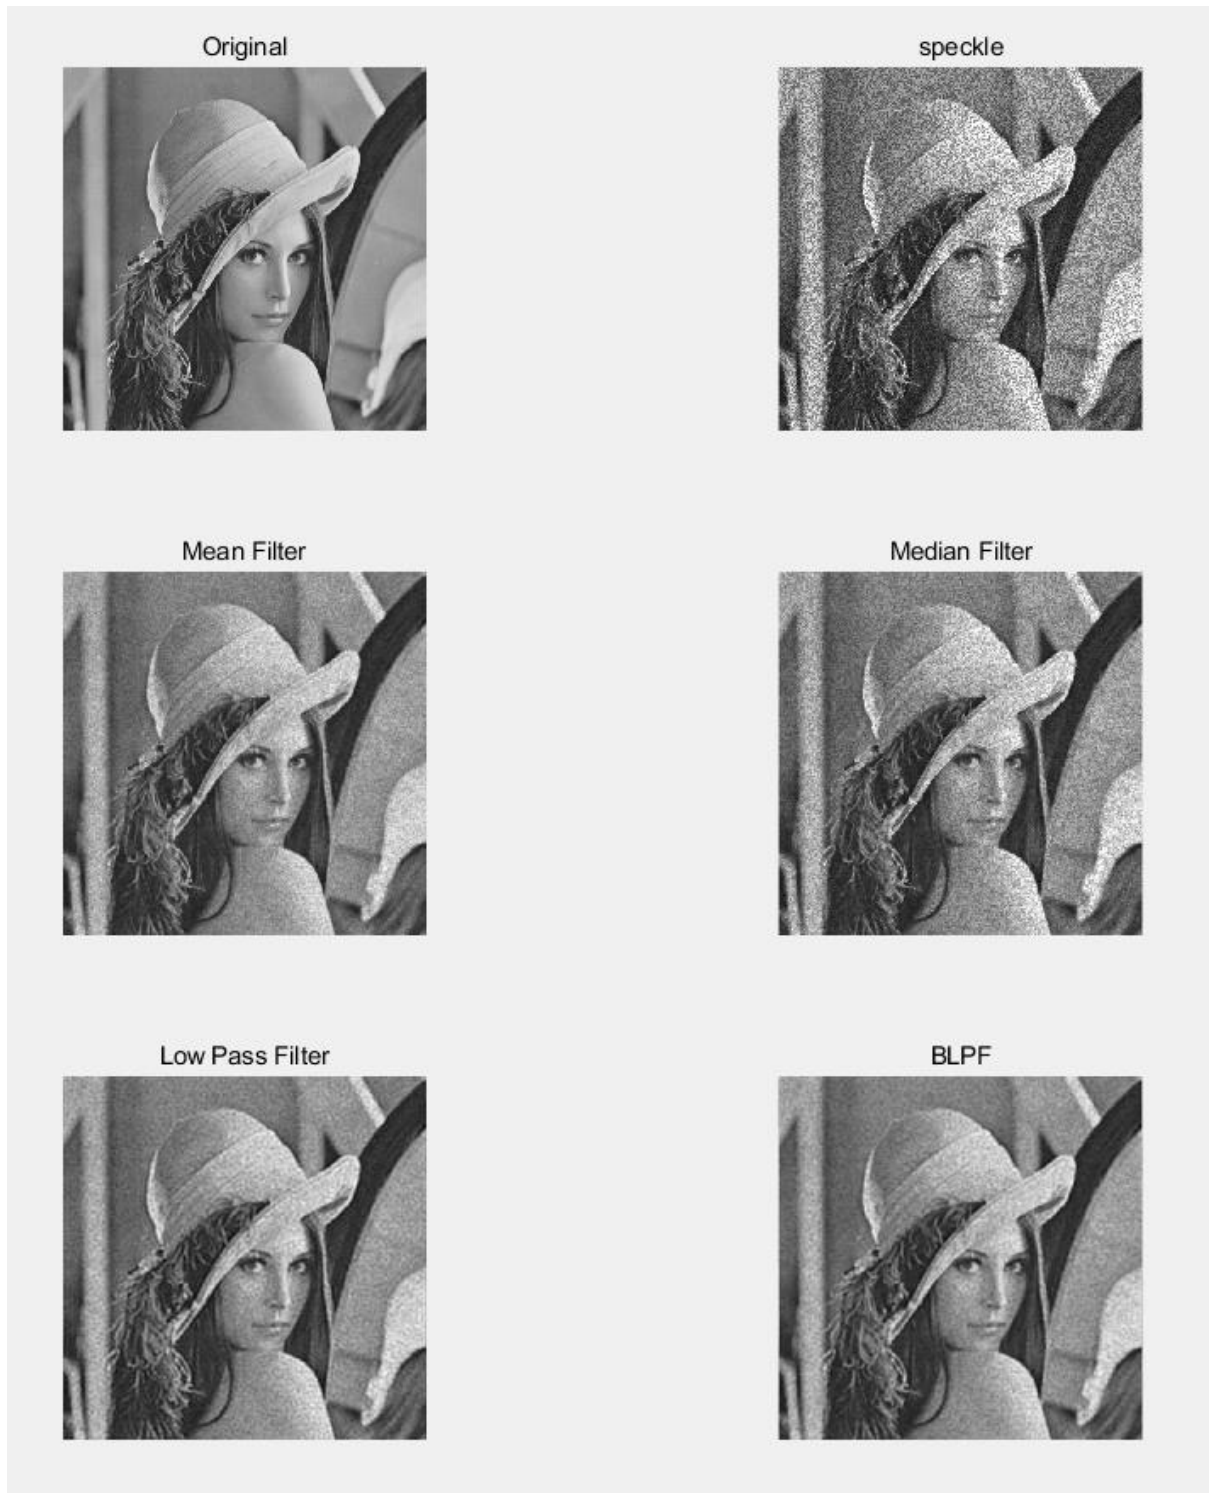 Original
speckle
Mean Filter
Median Filter
Low Pass Filter
BLPF